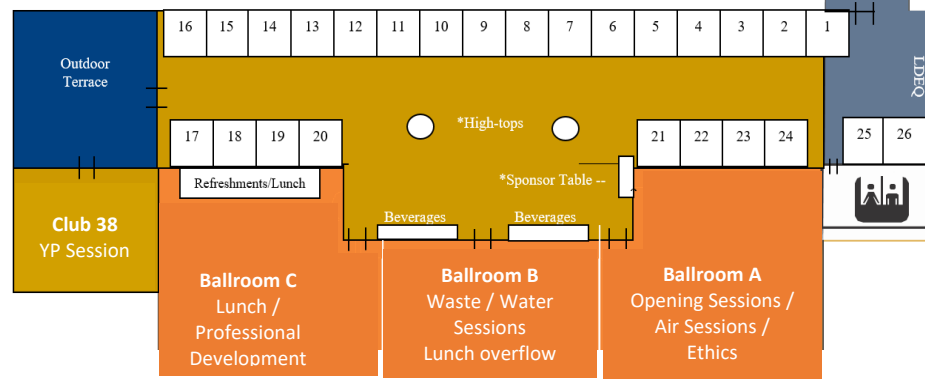 16 15 14 13 12 11 10 9 8 7 6 5 4 3 2 1
Outdoor
Terrace
LDEQ
*High-tops
17 18 19 20
21 22 23 24
25 26
Refreshments/Lunch
*Sponsor Table --
Beverages
Beverages
Club 38
YP Session
Ballroom C
Lunch /
Professional
Development
Ballroom B
Waste / Water
Sessions
Lunch overflow
Ballroom A
Opening Sessions /
Air Sessions /
Ethics